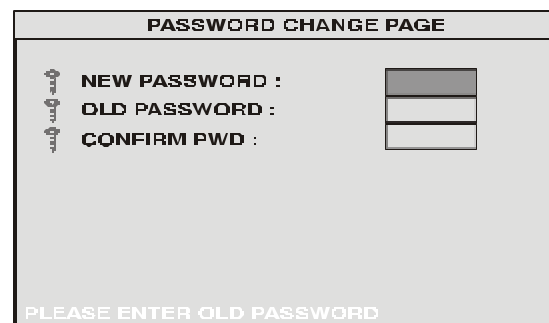 PASSWORD CHANGE PAGE
NEW PASSWORD :
OLD PASSWORD :
CONFIRM PWD :
PLEASE ENTER OLD PASSWORD